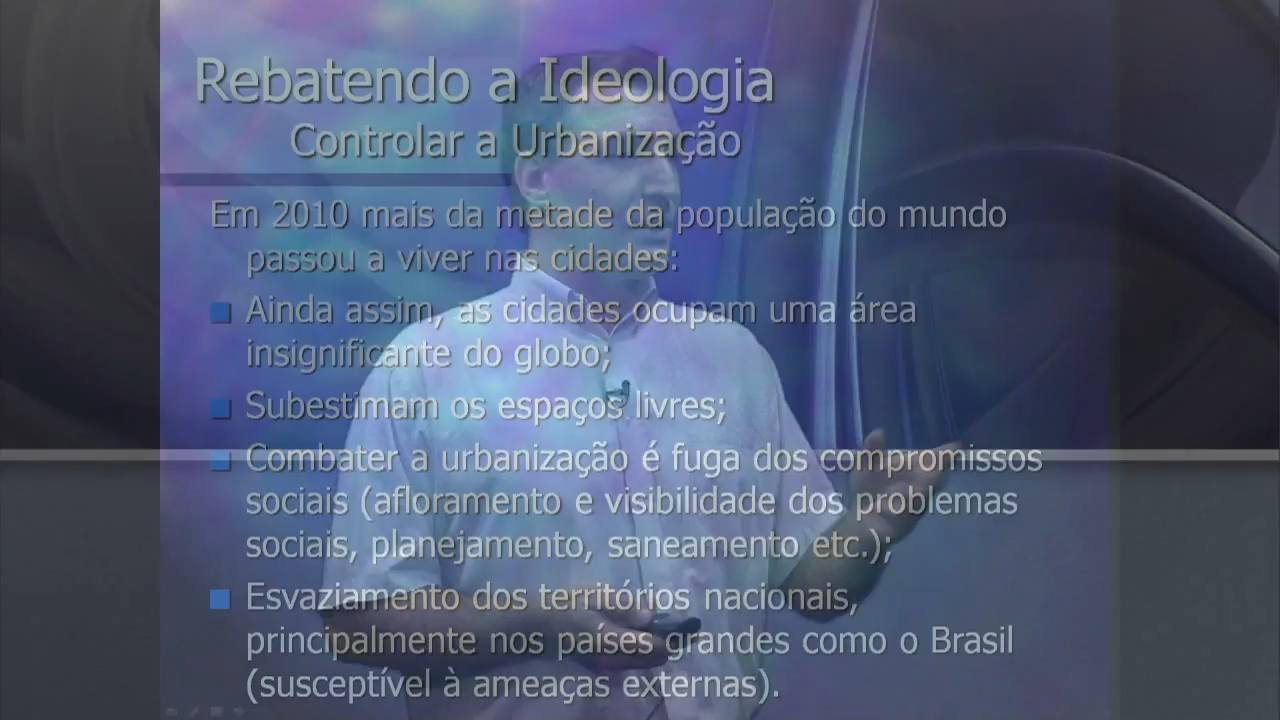 Rebatendo a Ideologia
Controlar a Urbanização
Em 2010 mais da metade da população do mundo
passou a viver nas cidades:
Ainda assim, as cidades ocupam uma área
insignificante do globo;
Subestimam os espaços livres;
Combater a urbanização é fuga dos compromissos
sociais (afloramento e visibilidade dos problemas
sociais, planejamento, saneamento etc.);
Esvaziamento dos territórios nacionais,
principalmente nos países grandes como o Brasil
(susceptível à ameaças externas).